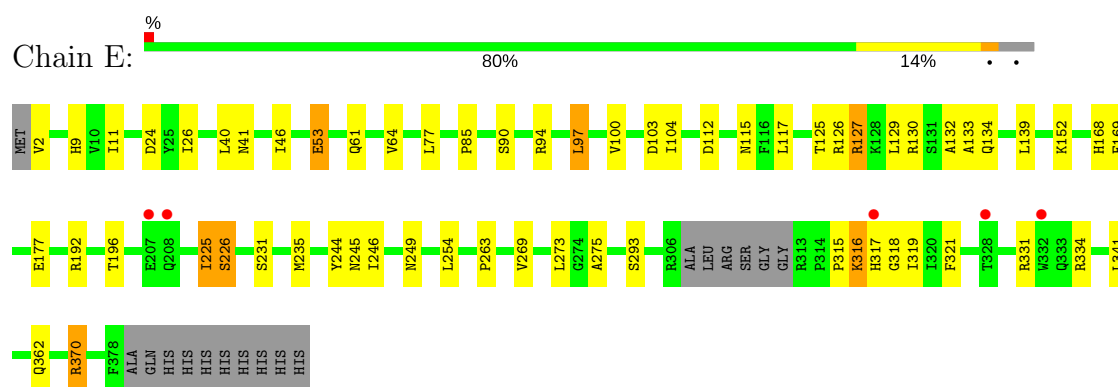 %
Chain E:
80% 14% • •
MET V2 H9 V10 I11 D24 Y25 I26 L40 N41 I46 E53 Q61 V64 L77 P85 S90 R94 L97 V100 D103 I104 D112 N115 F116 L117 T125 R126 R127 K128 L129 R130 S131 A132 A133 Q134 L139 K152 H168 E169
E177 R192 T196 E207 Q208 I225 S226 S231 M235 Y244 N245 I246 N249 L254 P263 V269 L273 G274 A275 S293 R306 ALA LEU ARG SER GLY GLY R313 P314 P315 K316 H317 G318 I319 I320 F321 T328 R331 W332 Q333 R334 L341
Q362 R370 F378 ALA GLN HIS HIS HIS HIS HIS HIS HIS HIS